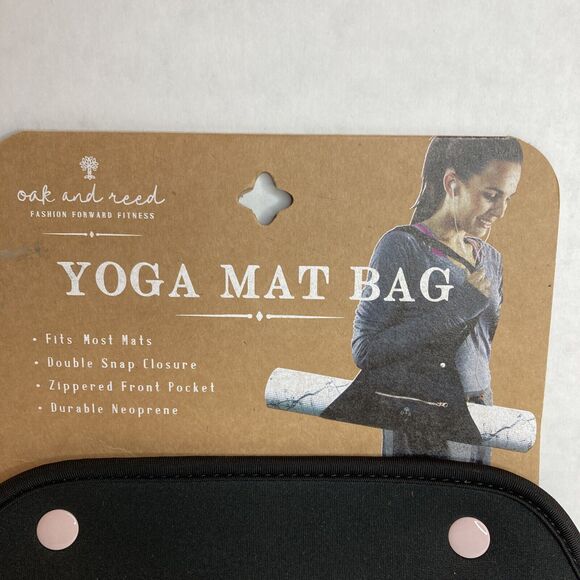 oak and reed
FASHION FORWARD FITNESS
YOGA MAT BAG
• Fits Most Mats
• Double Snap Closure
• Zippered Front Pocket
• Durable Neoprene